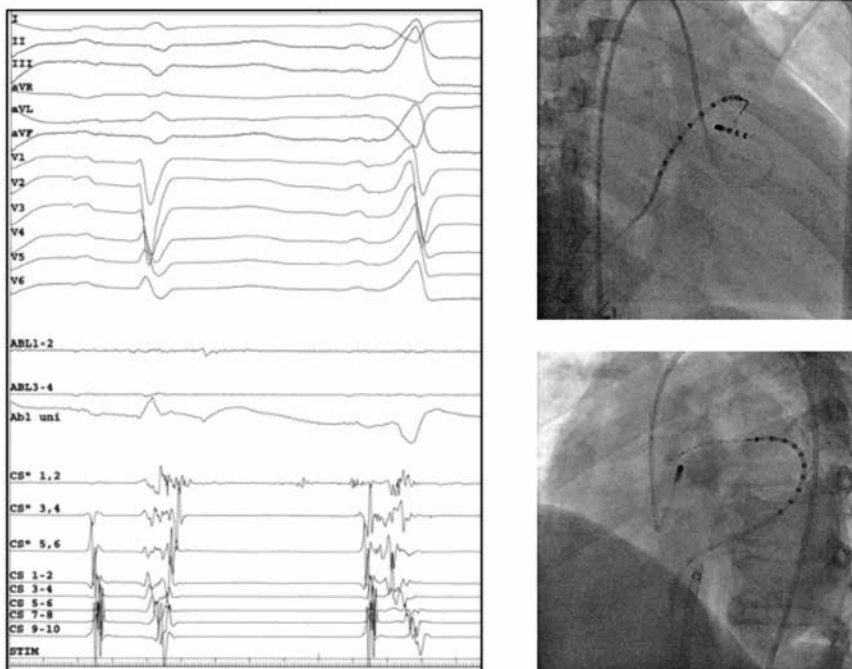 I
II
III
aVR
aVL
aVF
V1
V2
V3
V4
V5
V6
ABL1-2
ABL3-4
Abl uni
CS* 1,2
CS* 3,4
CS* 5,6
CS 1-2
CS 3-4
CS 5-6
CS 7-8
CS 9-10
STIM